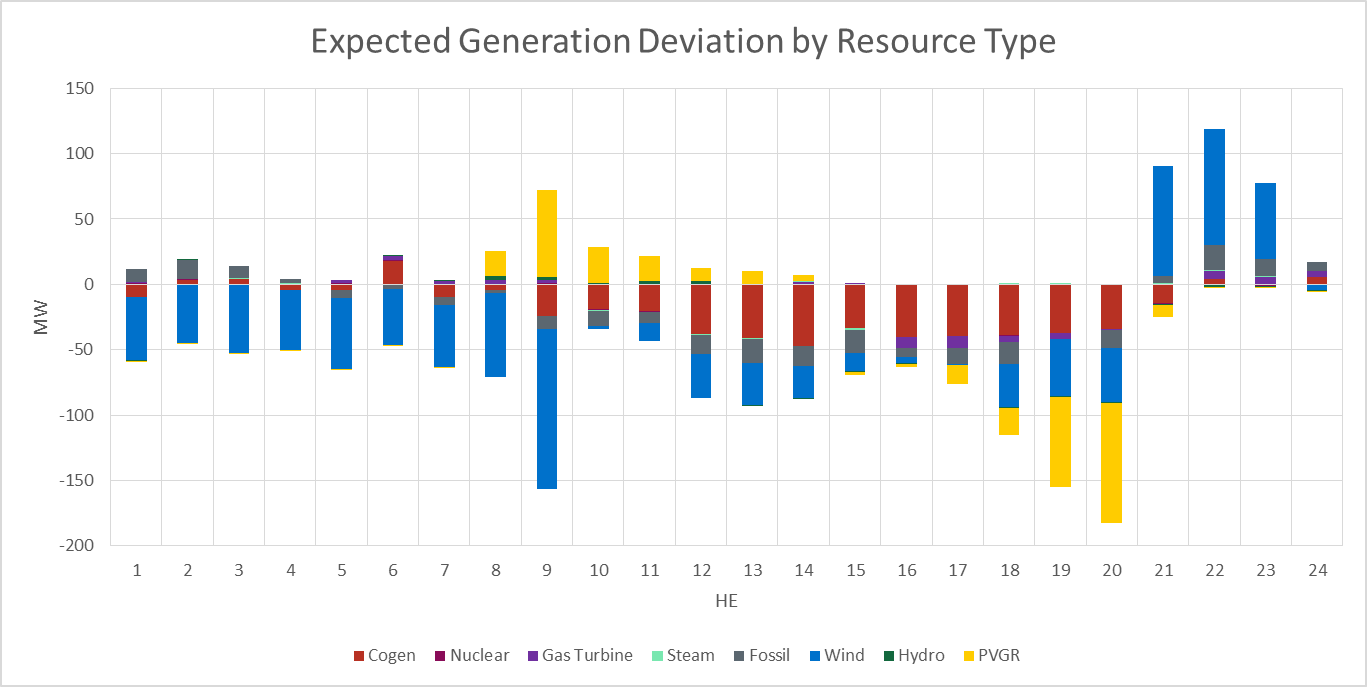 Expected Generation Deviation by Resource Type
150
100
50
0
-50
-100
-150
-200
MW
1 2 3 4 5 6 7 8 9 10 11 12 13 14 15 16 17 18 19 20 21 22 23 24
HE
Cogen Nuclear Gas Turbine Steam Fossil Wind Hydro PVGR